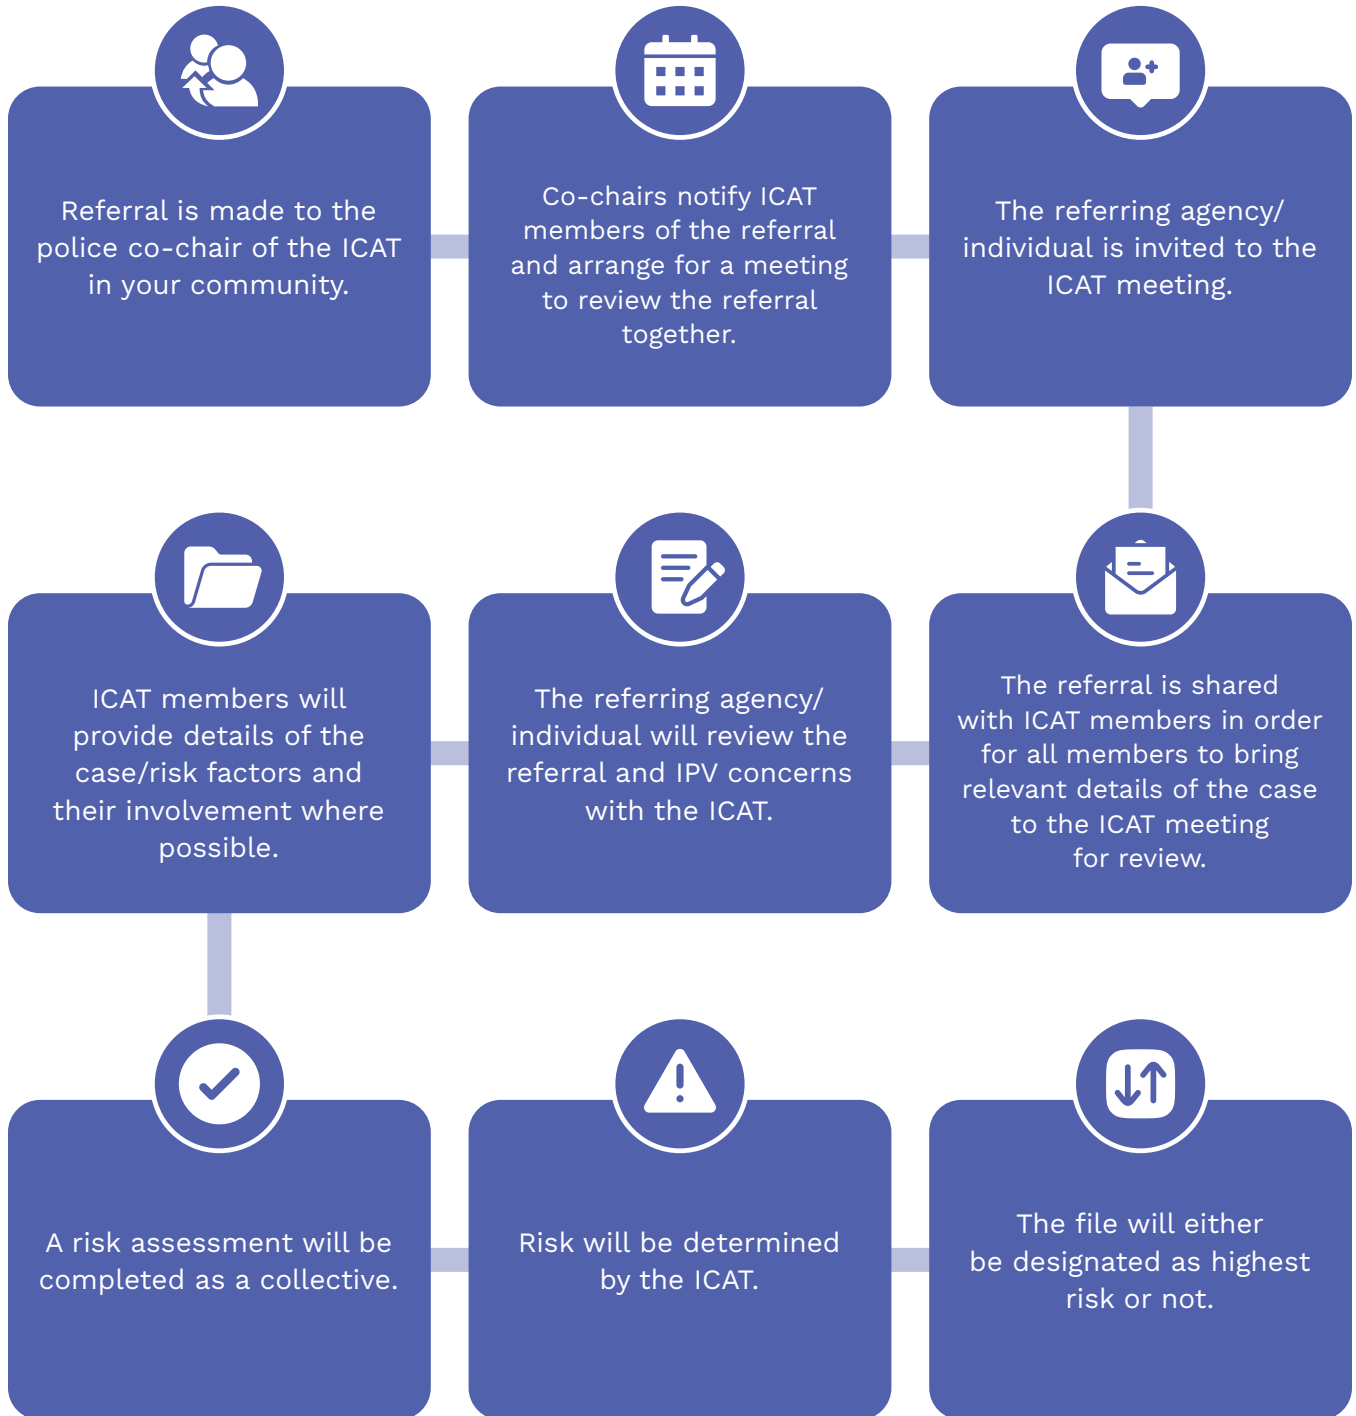 Referral is made to the
police co-chair of the ICAT
in your community.
Co-chairs notify ICAT
members of the referral
and arrange for a meeting
to review the referral
together.
The referring agency/
individual is invited to the
ICAT meeting.
The referral is shared
with ICAT members in order
for all members to bring
relevant details of the case
to the ICAT meeting
for review.
The referring agency/
individual will review the
referral and IPV concerns
with the ICAT.
ICAT members will
provide details of the
case/risk factors and
their involvement where
possible.
A risk assessment will be
completed as a collective.
Risk will be determined
by the ICAT.
The file will either
be designated as highest
risk or not.